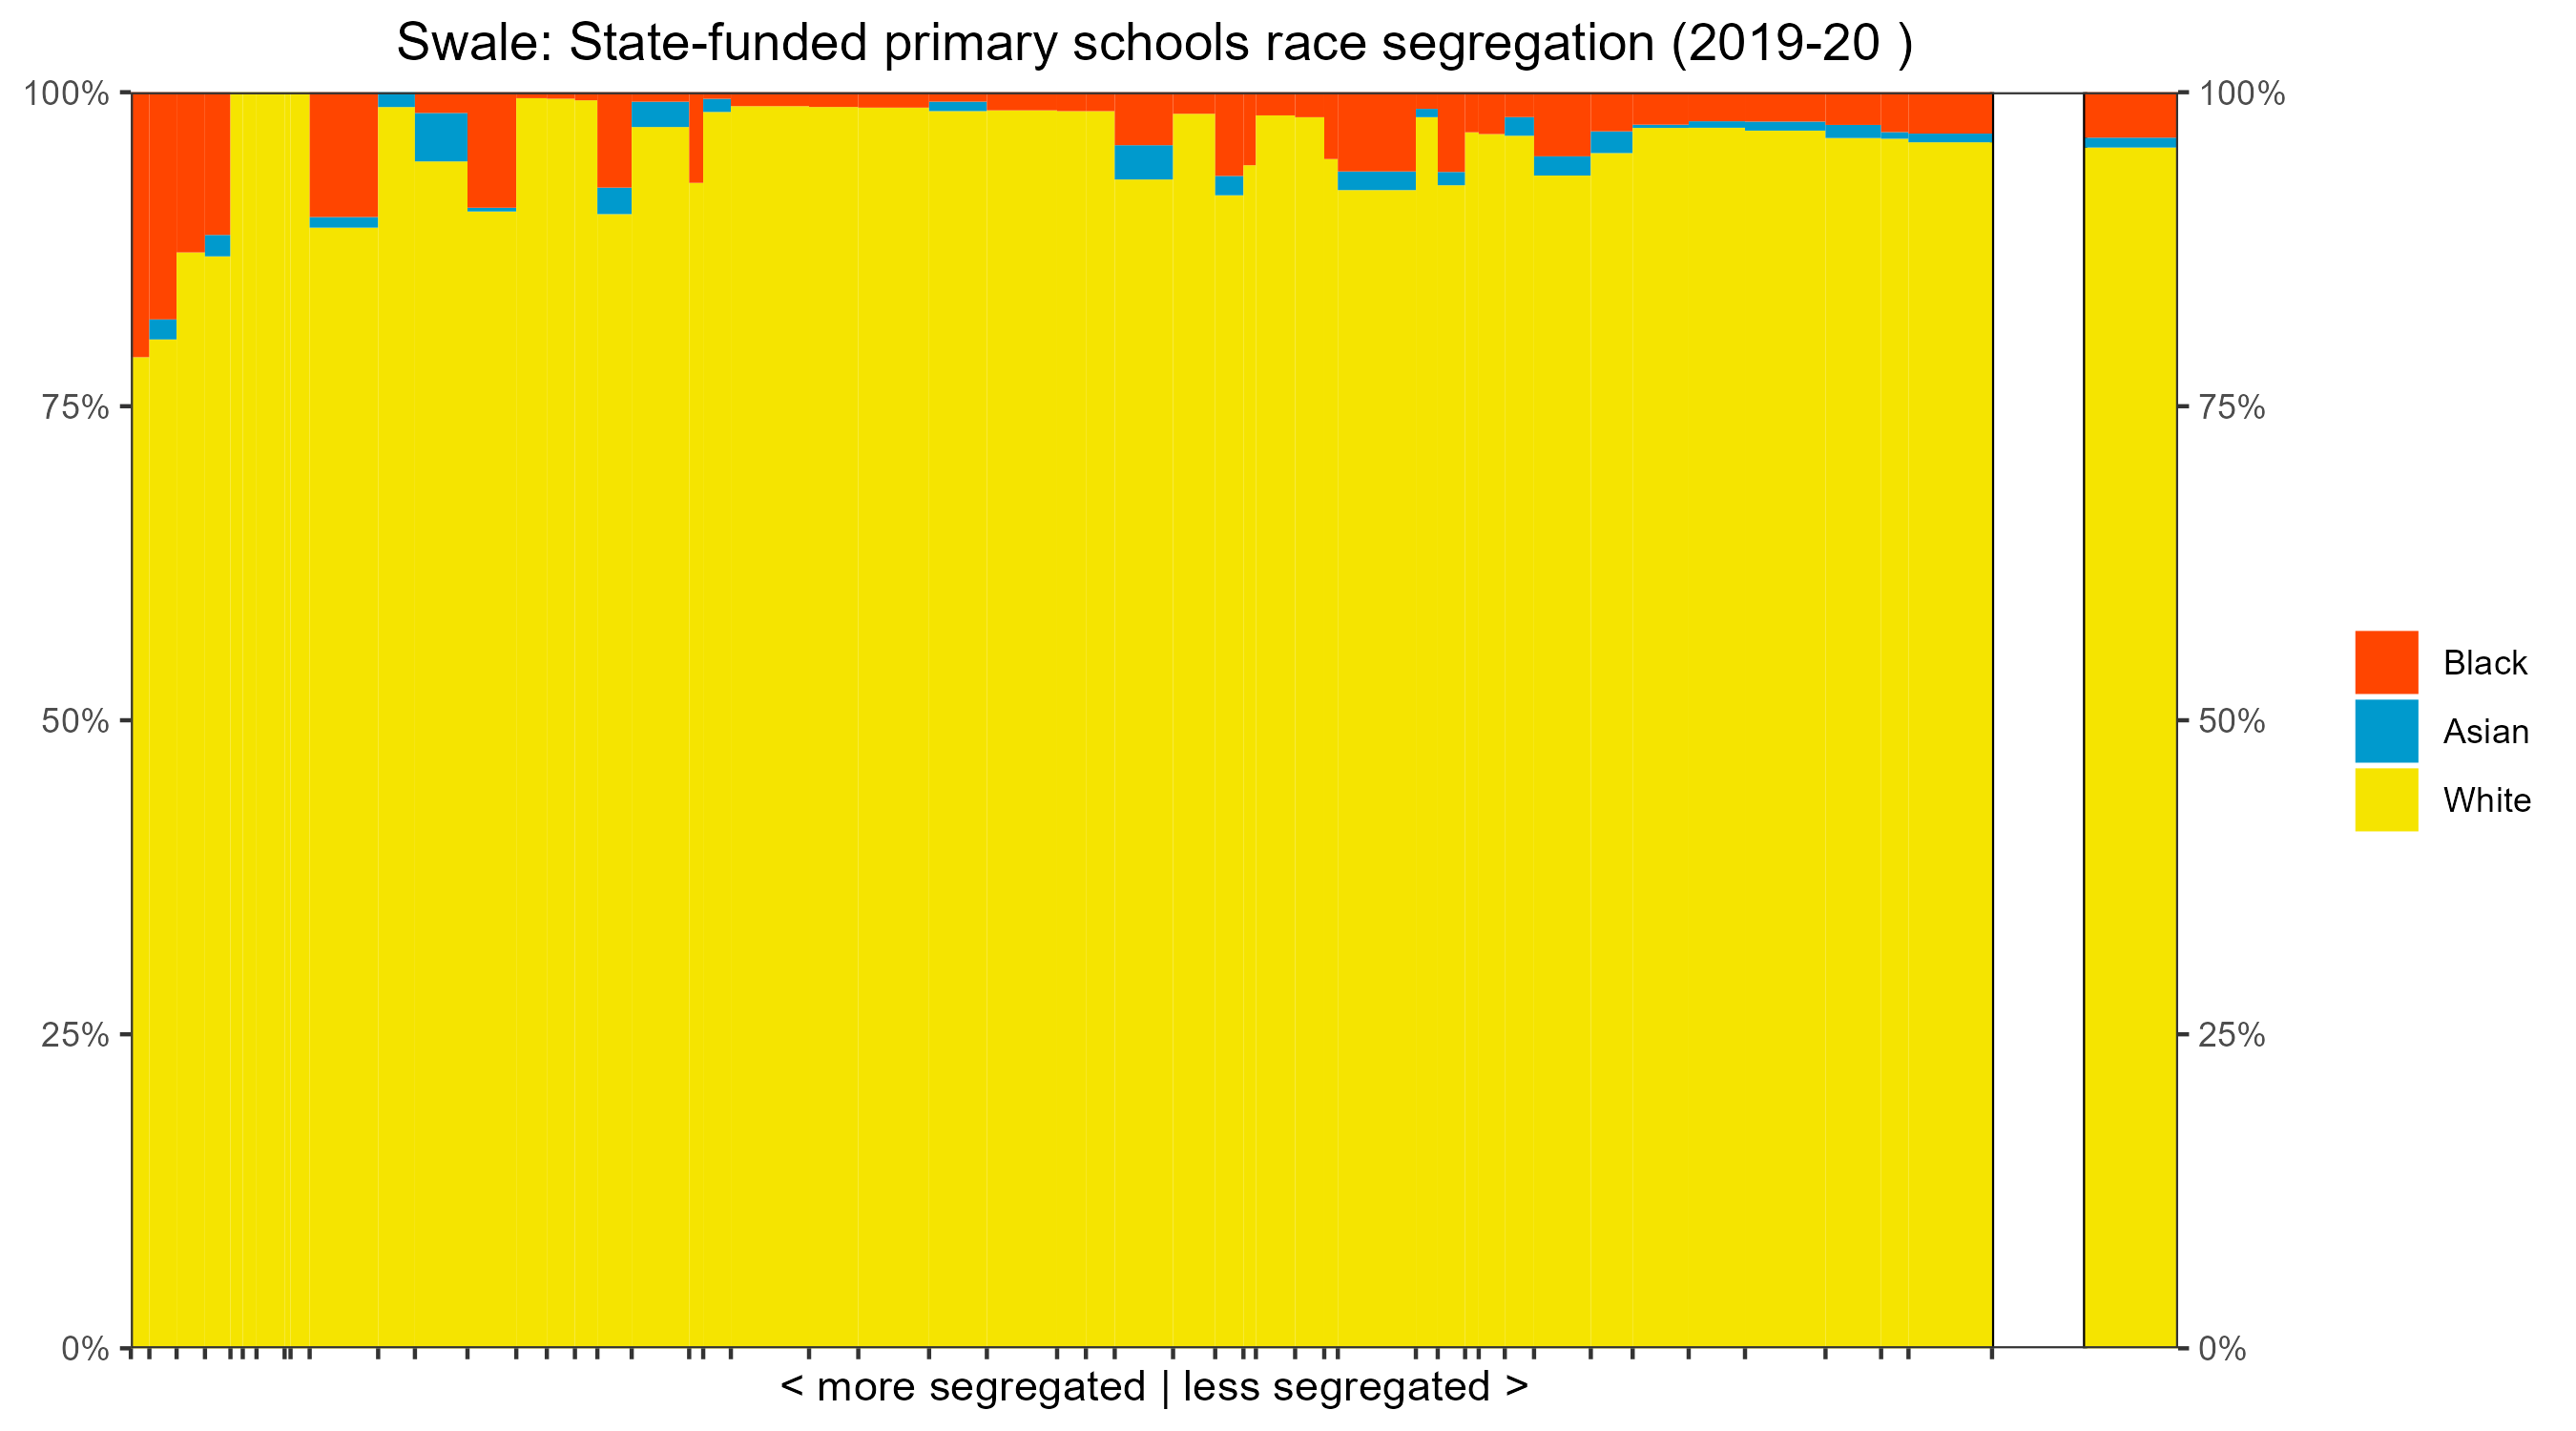 Swale: State-funded primary schools race segregation (2019-20 )
100%
75%
50%
25%
0%
100%
75%
50%
25%
0%
Black
Asian
White
< more segregated | less segregated >